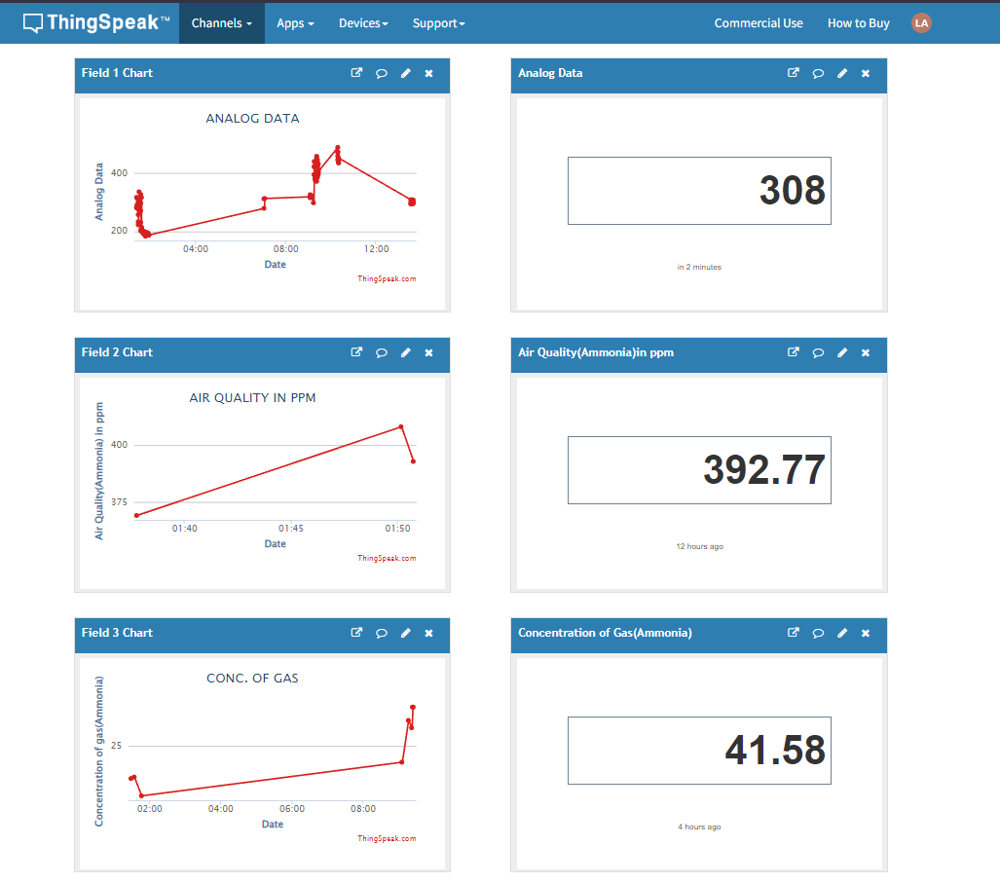 ThingSpeak™ Channels Apps Devices Support Commercial Use How to Buy LA
Field 1 Chart
ANALOG DATA
Analog Data
400
200
04:00 08:00 12:00
Date
ThingSpeak.com
Analog Data
308
in 2 minutes
Field 2 Chart
AIR QUALITY IN PPM
Air Quality(Ammonia) in ppm
400
375
01:40 01:45 01:50
Date
ThingSpeak.com
Air Quality(Ammonia)in ppm
392.77
12 hours ago
Field 3 Chart
CONC. OF GAS
Concentration of gas(Ammonia)
25
02:00 04:00 06:00 08:00
Date
ThingSpeak.com
Concentration of Gas(Ammonia)
41.58
4 hours ago